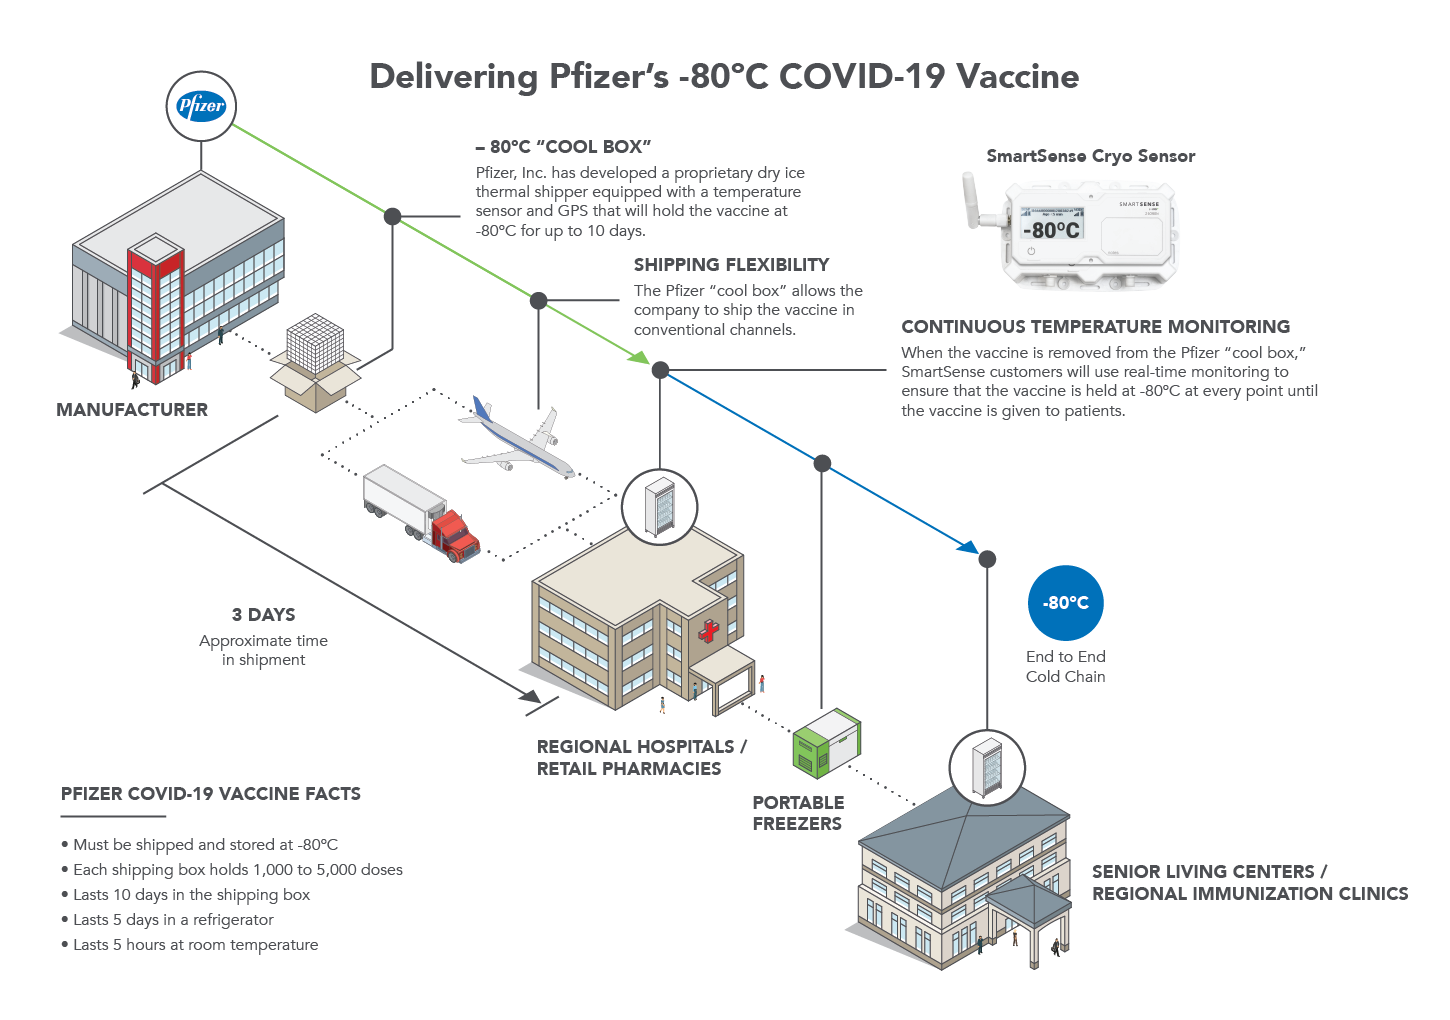 Delivering Pfizer's -80ºC COVID-19 Vaccine
Pfizer
– 80ºC “COOL BOX”
Pfizer, Inc. has developed a proprietary dry ice
thermal shipper equipped with a temperature
sensor and GPS that will hold the vaccine at
-80ºC for up to 10 days.
SmartSense Cryo Sensor
SMARTSENSE
-80ºC
SHIPPING FLEXIBILITY
The Pfizer “cool box” allows the
company to ship the vaccine in
conventional channels.
CONTINUOUS TEMPERATURE MONITORING
When the vaccine is removed from the Pfizer “cool box,”
SmartSense customers will use real-time monitoring to
ensure that the vaccine is held at -80ºC at every point until
the vaccine is given to patients.
MANUFACTURER
3 DAYS
Approximate time
in shipment
-80ºC
End to End
Cold Chain
REGIONAL HOSPITALS /
RETAIL PHARMACIES
PORTABLE
FREEZERS
SENIOR LIVING CENTERS /
REGIONAL IMMUNIZATION CLINICS
PFIZER COVID-19 VACCINE FACTS
• Must be shipped and stored at -80ºC
• Each shipping box holds 1,000 to 5,000 doses
• Lasts 10 days in the shipping box
• Lasts 5 days in a refrigerator
• Lasts 5 hours at room temperature